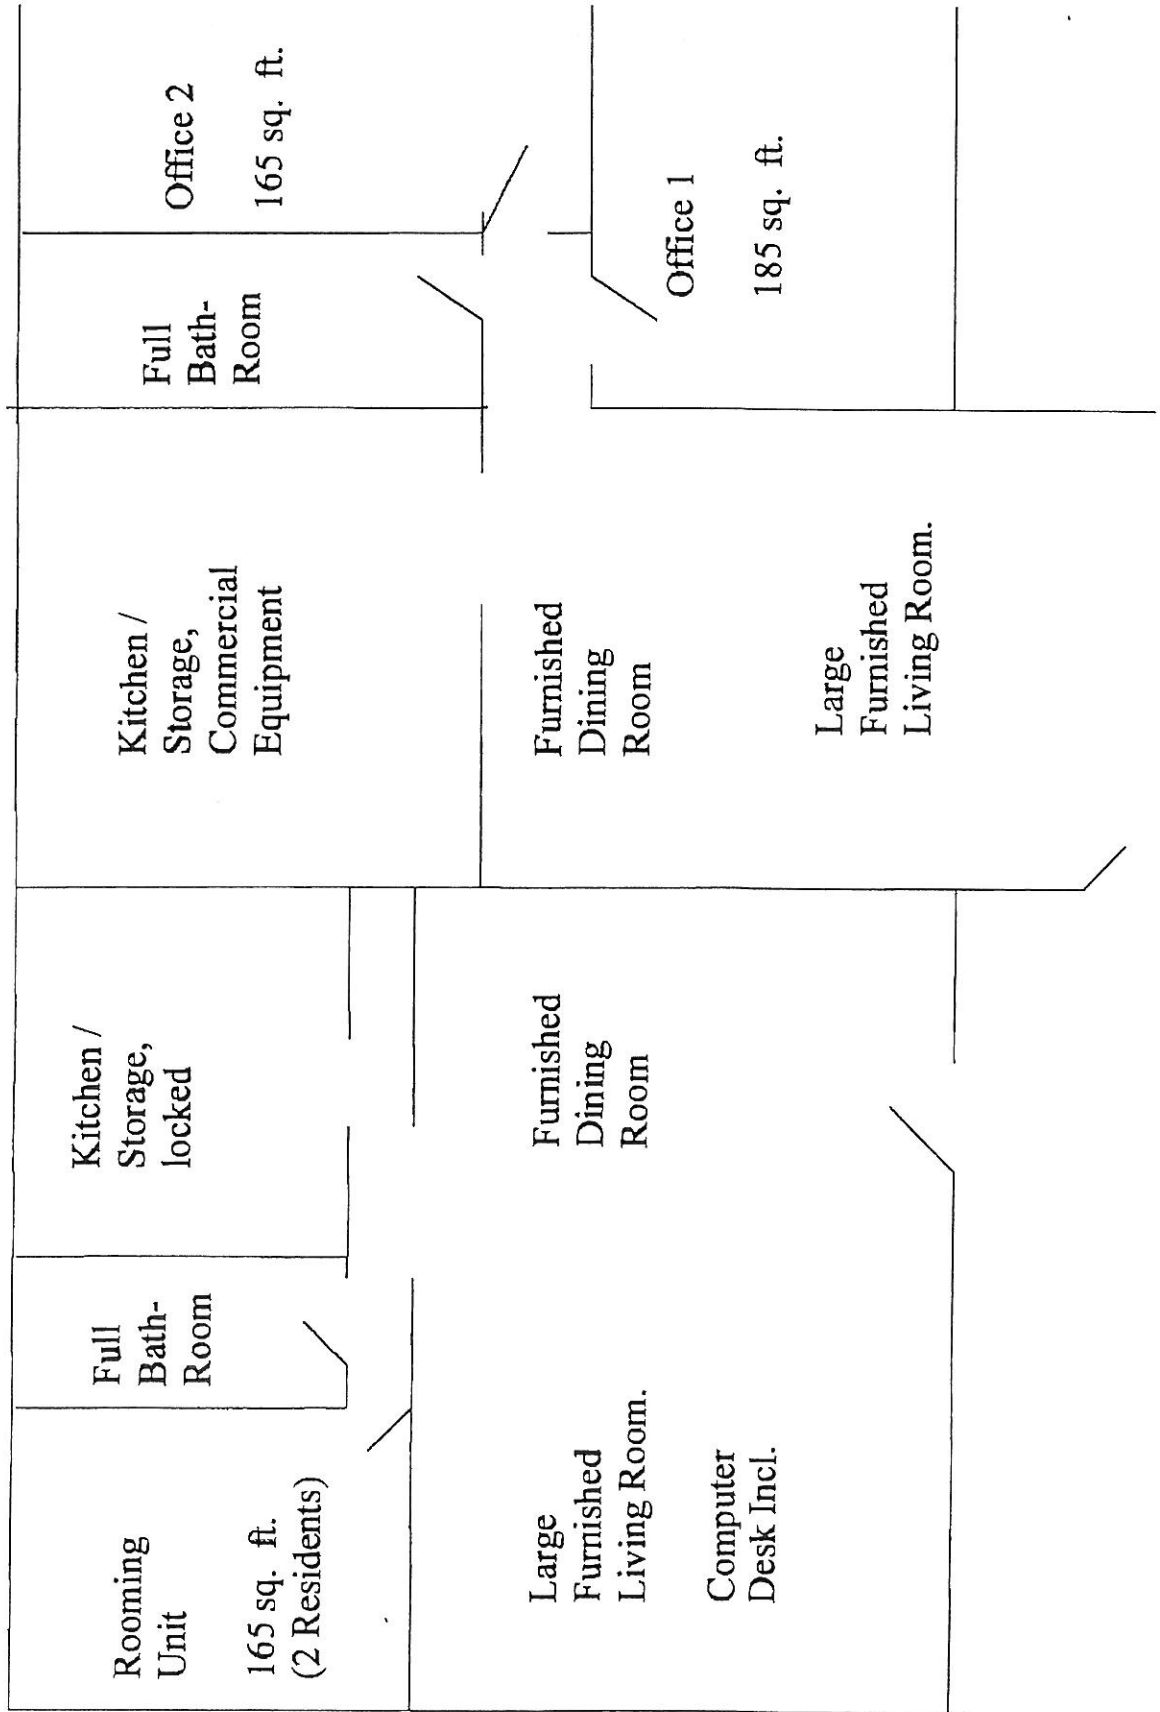 Rooming
Unit
165 sq. ft.
(2 Residents)
Full
Bath-
Room
Kitchen /
Storage,
locked
Kitchen /
Storage,
Commercial
Equipment
Full
Bath-
Room
Office 2
165 sq. ft.
Large
Furnished
Living Room.
Computer
Desk Incl.
Furnished
Dining
Room
Furnished
Dining
Room
Large
Furnished
Living Room.
Office 1
185 sq. ft.